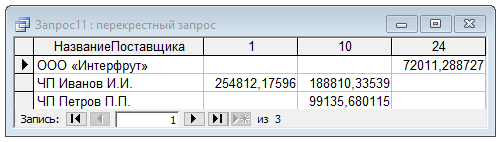 Запрос11 : перекрестный запрос
НазваниеПоставщика 1 10 24
ООО «Интерфрут» 72011,288727
ЧП Иванов И.И. 254812,17596 188810,33539
ЧП Петров П.П. 99135,680115
Запись: 1 из 3